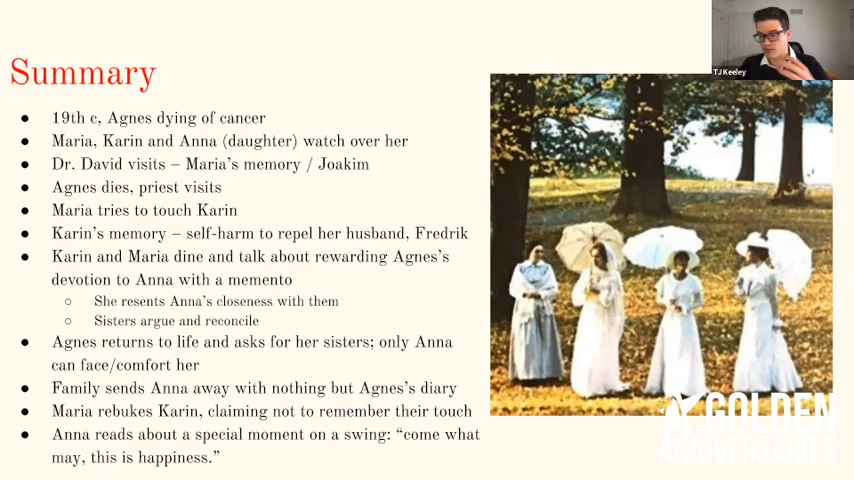 TJ Keeley
Summary
● 19th c, Agnes dying of cancer
● Maria, Karin and Anna (daughter) watch over her
● Dr. David visits – Maria's memory / Joakim
● Agnes dies, priest visits
● Maria tries to touch Karin
● Karin's memory – self-harm to repel her husband, Fredrik
● Karin and Maria dine and talk about rewarding Agnes's
devotion to Anna with a memento
○ She resents Anna's closeness with them
○ Sisters argue and reconcile
● Agnes returns to life and asks for her sisters; only Anna
can face/comfort her
● Family sends Anna away with nothing but Agnes's diary
● Maria rebukes Karin, claiming not to remember their touch
● Anna reads about a special moment on a swing: “come what
may, this is happiness.”
GOLDEN
ANNIVERSARIES